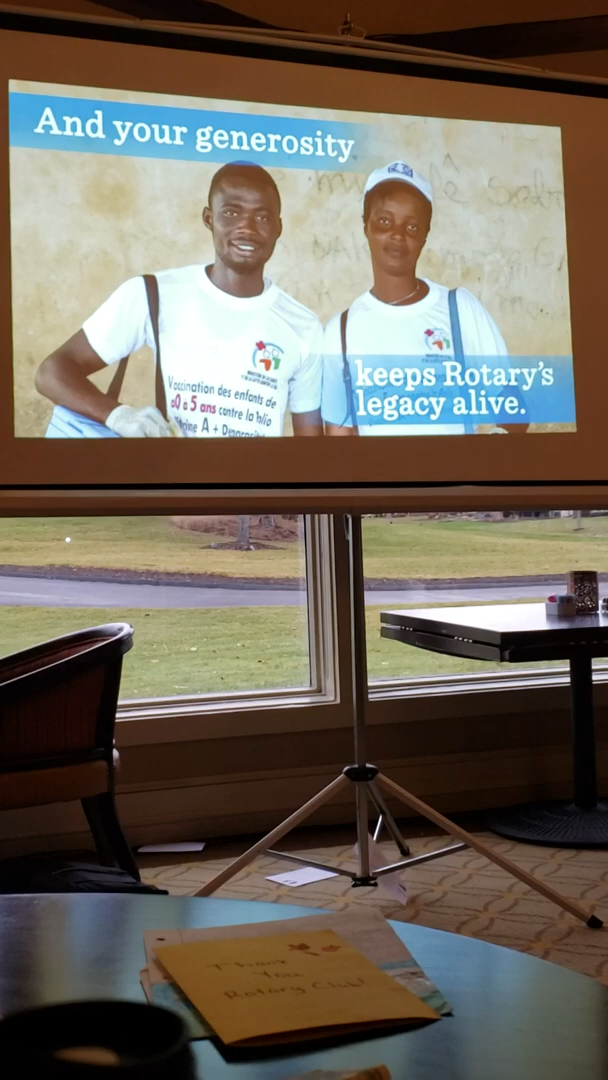 And your generosity
Vaccination des enfants de
0 à 5 ans contre la Polio
A +
keeps Rotary's
legacy alive.
Thank
You
Rotary Club!